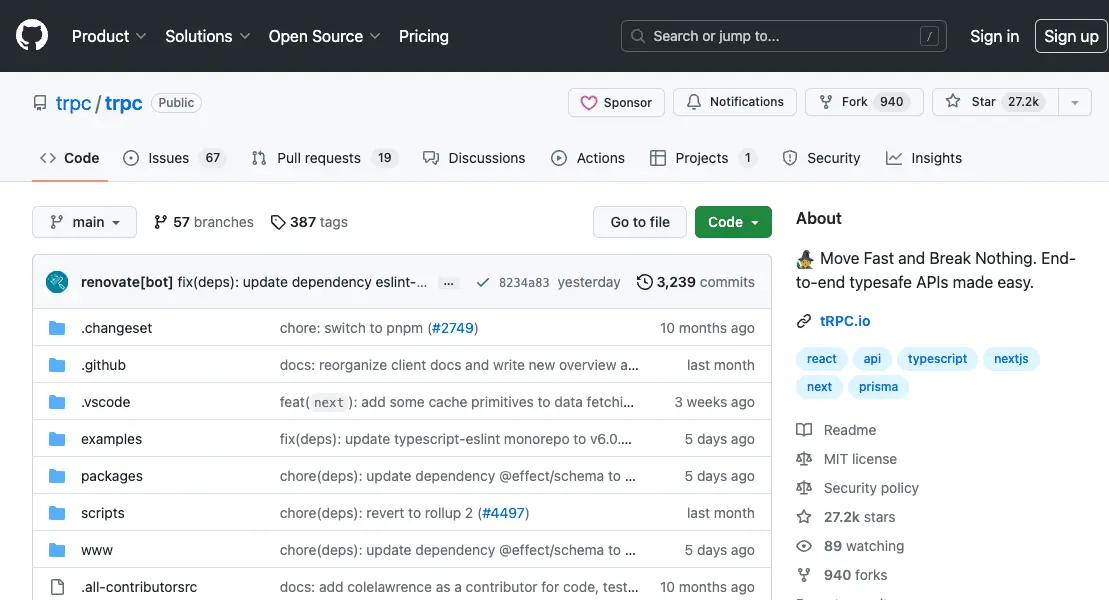 Product Solutions Open Source Pricing Search or jump to... / Sign in Sign up
trpc / trpc Public Sponsor Notifications Fork 940 Star 27.2k
Code Issues 67 Pull requests 19 Discussions Actions Projects 1 Security Insights
main 57 branches 387 tags Go to file Code
renovate[bot] fix(deps): update dependency eslint-... ... 8234a83 yesterday 3,239 commits
.changeset chore: switch to pnpm (#2749) 10 months ago
.github docs: reorganize client docs and write new overview a... last month
.vscode feat(next): add some cache primitives to data fetchi... 3 weeks ago
examples fix(deps): update typescript-eslint monorepo to v6.0.... 5 days ago
packages chore(deps): update dependency @effect/schema to ... 5 days ago
scripts chore(deps): revert to rollup 2 (#4497) last month
www chore(deps): update dependency @effect/schema to ... 5 days ago
.all-contributorsrc docs: add colelawrence as a contributor for code, test... 10 months ago
About
Move Fast and Break Nothing. End-
to-end typesafe APIs made easy.
tRPC.io
react api typescript nextjs
next prisma
Readme
MIT license
Security policy
27.2k stars
89 watching
940 forks